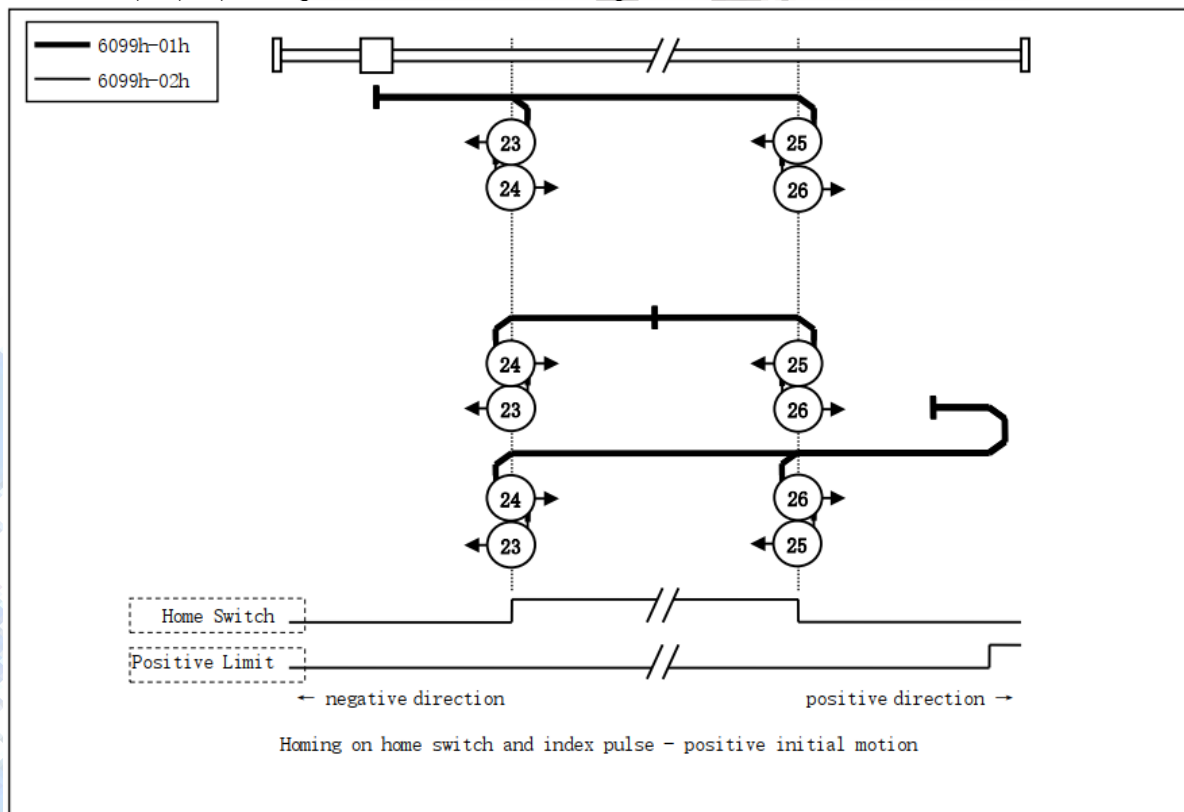 6099h-01h
6099h-02h
23
25
24
26
24
25
23
26
24
26
23
25
Home Switch
Positive Limit
← negative direction
positive direction →
Homing on home switch and index pulse - positive initial motion